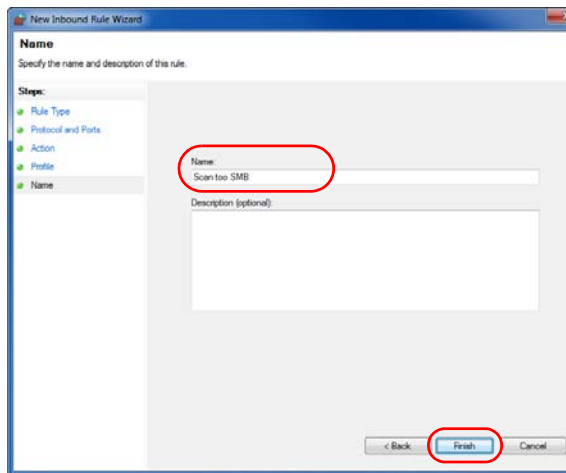 New Inbound Rule Wizard
Name
Specify the name and description of this rule.
Steps:
Rule Type
Protocol and Ports
Action
Profile
Name
Name:
Scan too SMB
Description (optional):
< Back
Finish
Cancel